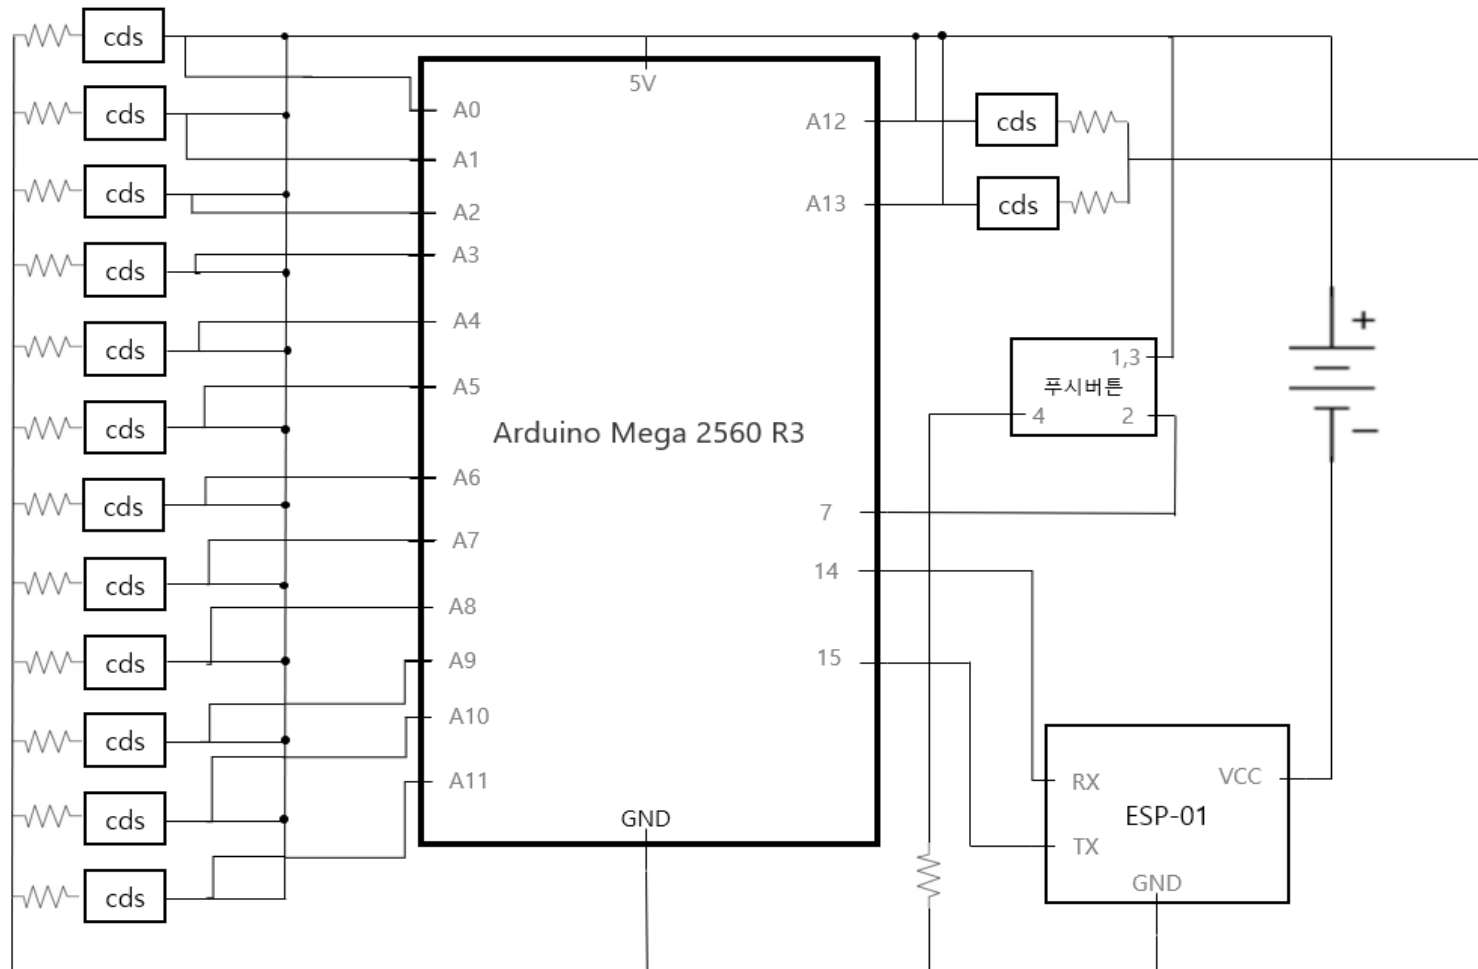 cds
5V
A0
A12
cds
cds
A1
cds
A2
A13
cds
A3
cds
A4
+
cds
1,3
A5
푸시버튼
4
2
cds
Arduino Mega 2560 R3
−
A6
cds
7
A7
14
cds
A8
A9
15
cds
A10
cds
A11
RX
VCC
cds
GND
ESP-01
TX
GND
cds